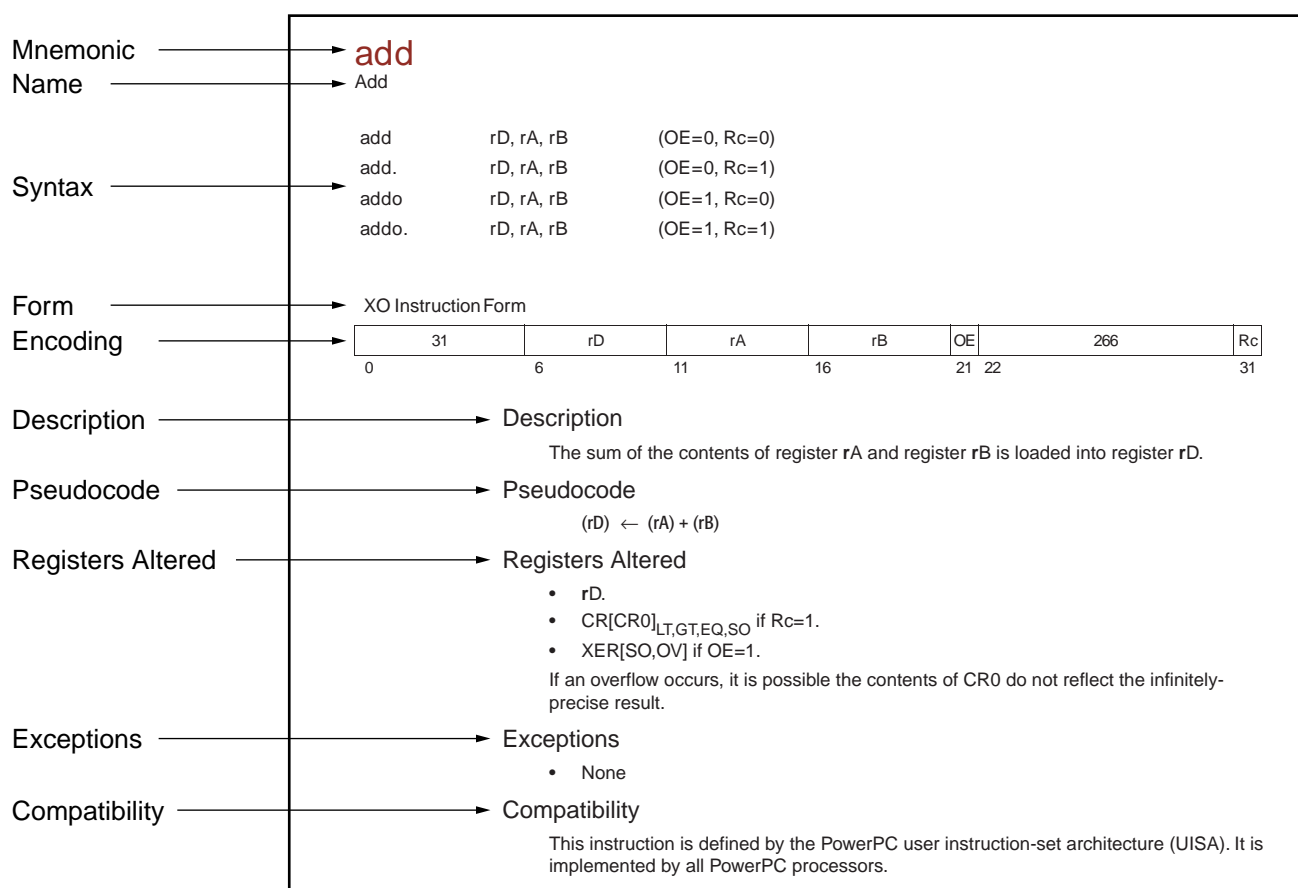 Mnemonic add
Name Add
add rD, rA, rB (OE=0, Rc=0)
add. rD, rA, rB (OE=0, Rc=1)
Syntax
addo rD, rA, rB (OE=1, Rc=0)
addo. rD, rA, rB (OE=1, Rc=1)
Form XO Instruction Form
Encoding 31 rD rA rB OE 266 Rc
0 6 11 16 21 22 31
Description Description
The sum of the contents of register rA and register rB is loaded into register rD.
Pseudocode Pseudocode
(rD) ← (rA) + (rB)
Registers Altered Registers Altered
• rD.
• CR[CR0]LT,GT,EQ,SO if Rc=1.
• XER[SO,OV] if OE=1.
If an overflow occurs, it is possible the contents of CR0 do not reflect the infinitely-
precise result.
Exceptions Exceptions
• None
Compatibility Compatibility
This instruction is defined by the PowerPC user instruction-set architecture (UISA). It is
implemented by all PowerPC processors.